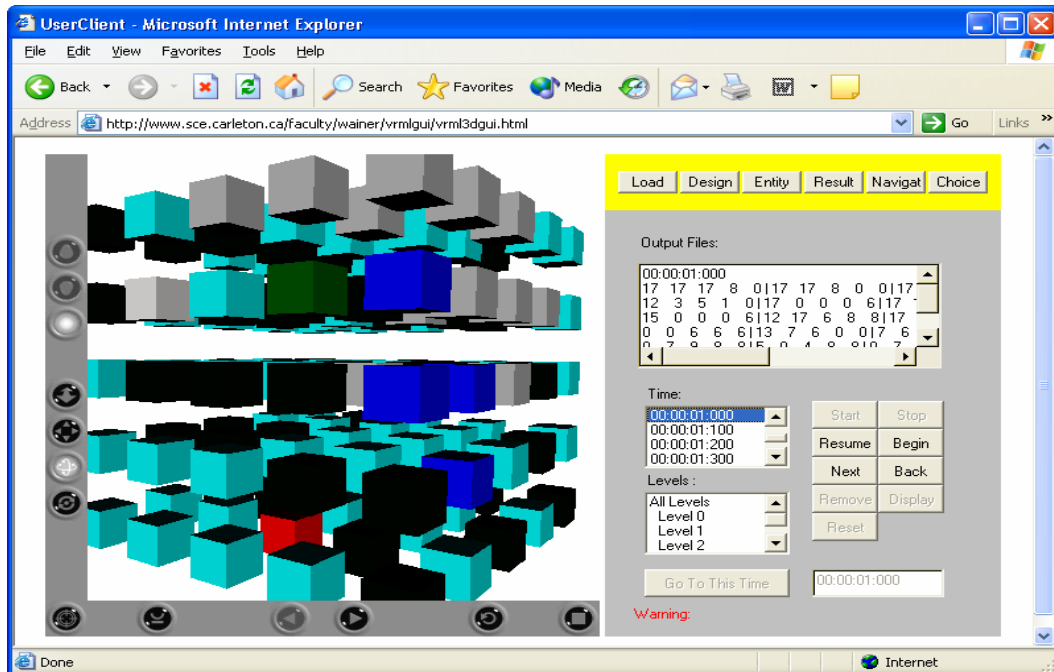 UserClient - Microsoft Internet Explorer
File Edit View Favorites Tools Help
Back Search Favorites Media
Address http://www.sce.carleton.ca/faculty/wainer/vrmlgui/vrml3dgui.html Go Links »
Load Design Entity Result Navigat Choice
Output Files:
00:00:01:000
17 17 17 8 0|17 17 8 0 0|17
12 3 5 1 0|17 0 0 0 6|17
15 0 0 0 6|12 17 6 8 8|17
0 0 6 6 6|13 7 6 0 0|7 6
Time:
00:00:01:000
00:00:01:100
00:00:01:200
00:00:01:300
Start Stop
Resume Begin
Next Back
Remove Display
Reset
Levels :
All Levels
Level 0
Level 1
Level 2
Go To This Time 00:00:01:000
Warning:
Done Internet